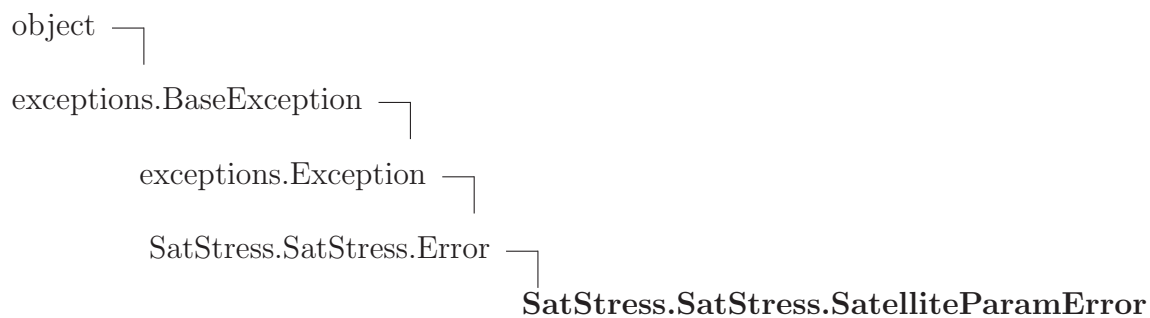 object
exceptions.BaseException
exceptions.Exception
SatStress.SatStress.Error
SatStress.SatStress.SatelliteParamError